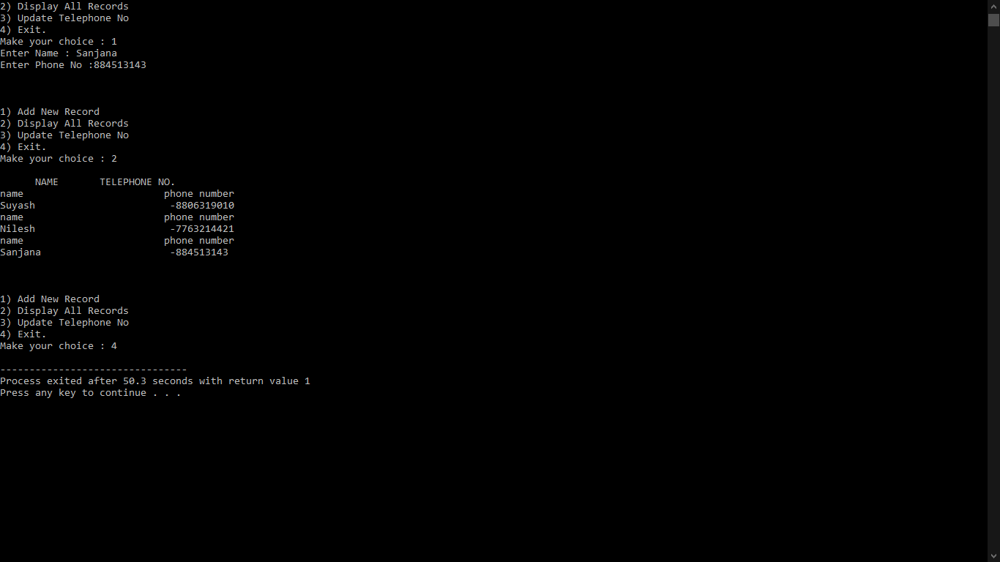 2) Display All Records
3) Update Telephone No
4) Exit.
Make your choice : 1
Enter Name : Sanjana
Enter Phone No :884513143
1) Add New Record
2) Display All Records
3) Update Telephone No
4) Exit.
Make your choice : 2
NAME TELEPHONE NO.
name phone number
Suyash -8806319010
name phone number
Nilesh -7763214421
name phone number
Sanjana -884513143
1) Add New Record
2) Display All Records
3) Update Telephone No
4) Exit.
Make your choice : 4
--------------------------------
Process exited after 50.3 seconds with return value 1
Press any key to continue . . .